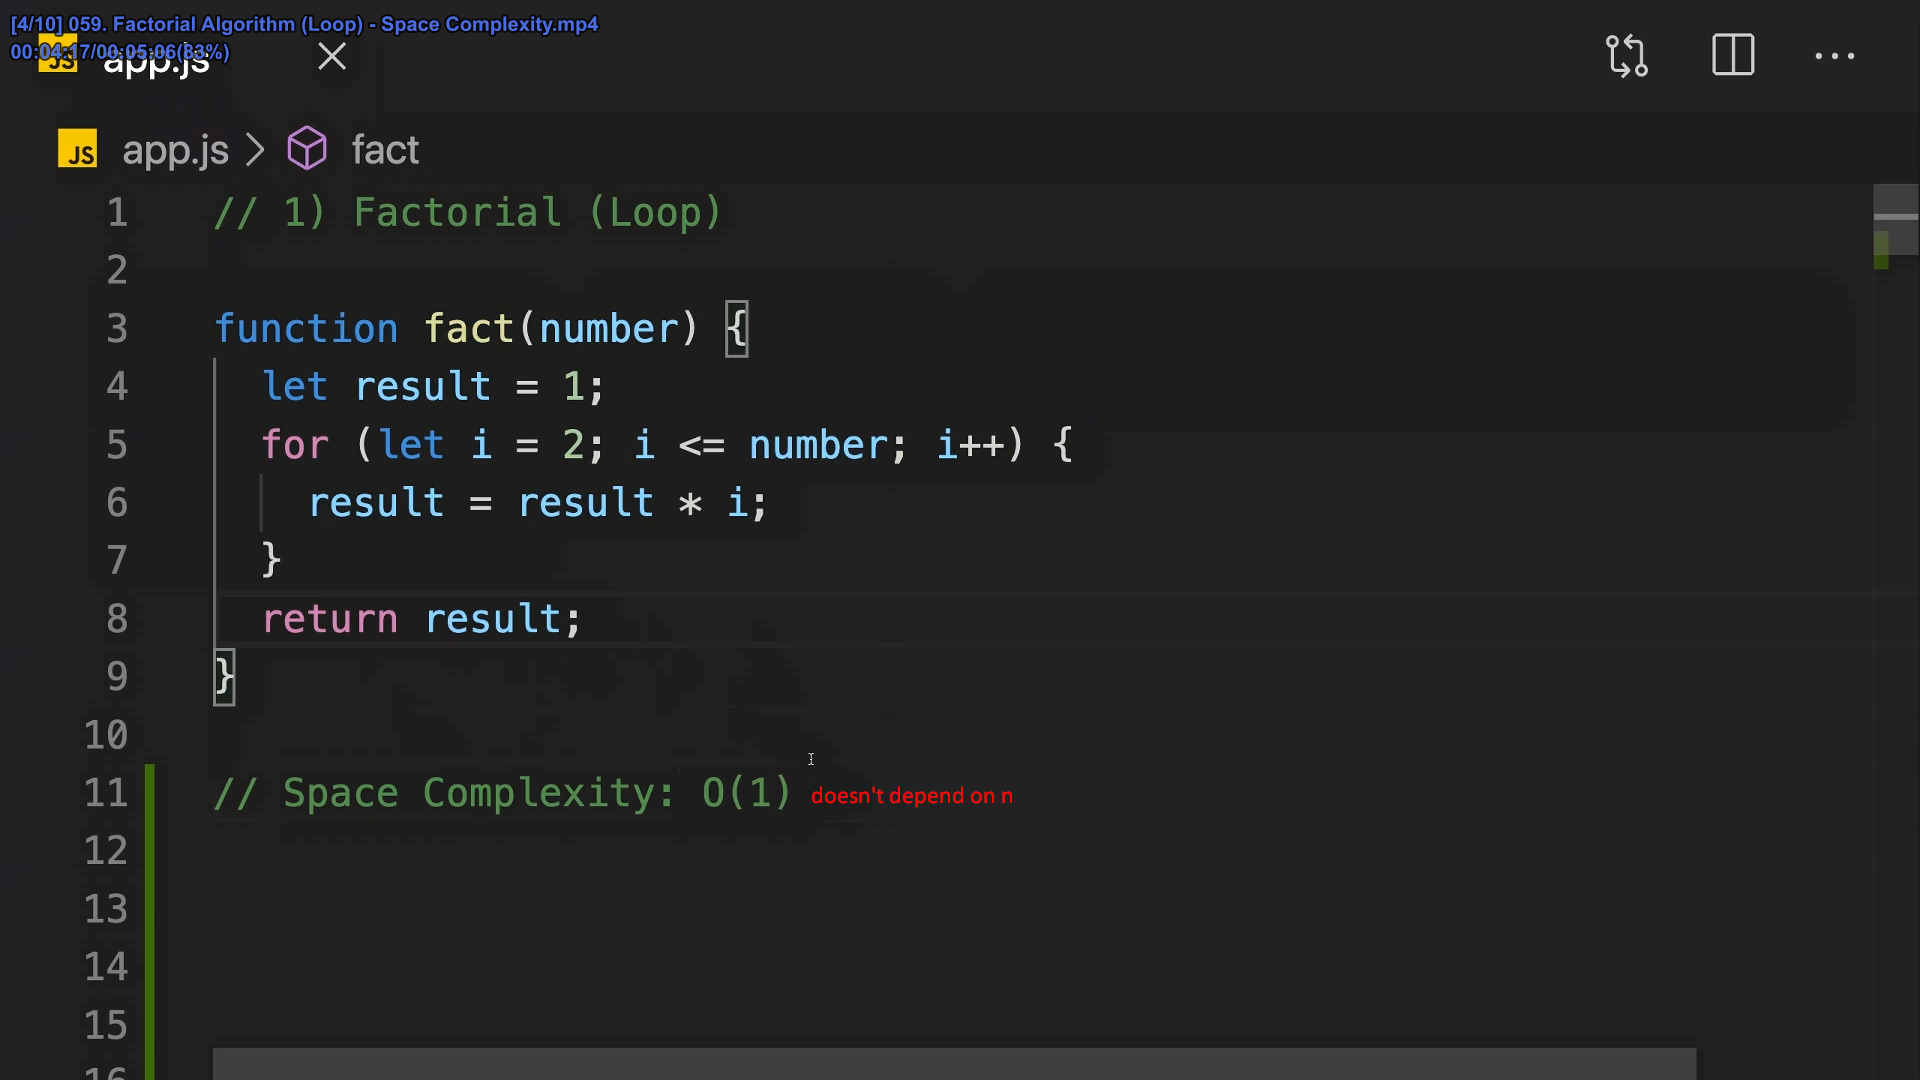 [4/10] 059. Factorial Algorithm (Loop) - Space Complexity.mp4
00:04:17/00:05:06(83%)
JS app.js
JS app.js > fact
1 // 1) Factorial (Loop)
2
3 function fact(number) {
4 let result = 1;
5 for (let i = 2; i <= number; i++) {
6 result = result * i;
7 }
8 return result;
9 }
10
11 // Space Complexity: O(1) doesn't depend on n
12
13
14
15
16